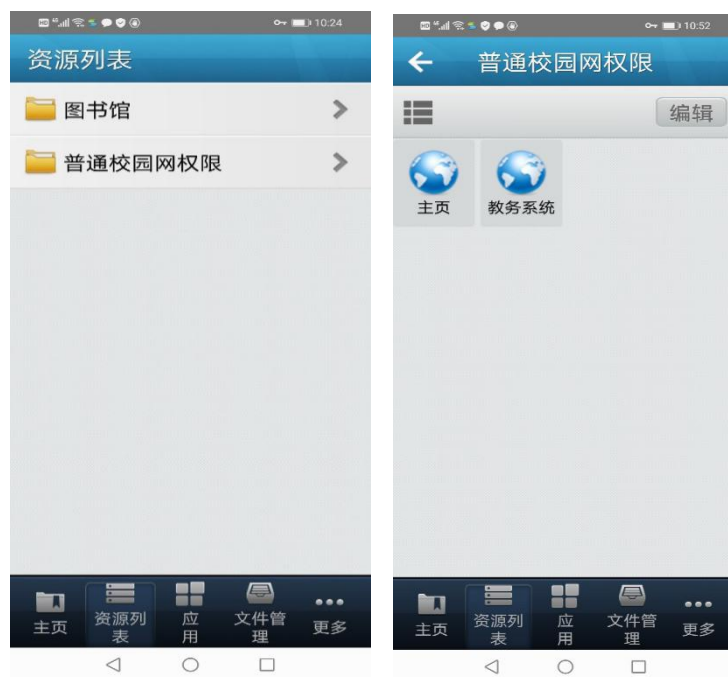 10:24
资源列表
图书馆
普通校园网权限
主页
资源列
表
应
用
文件管
理
更多
10:52
普通校园网权限
编辑
主页
教务系统
主页
资源列
表
应
用
文件管
理
更多